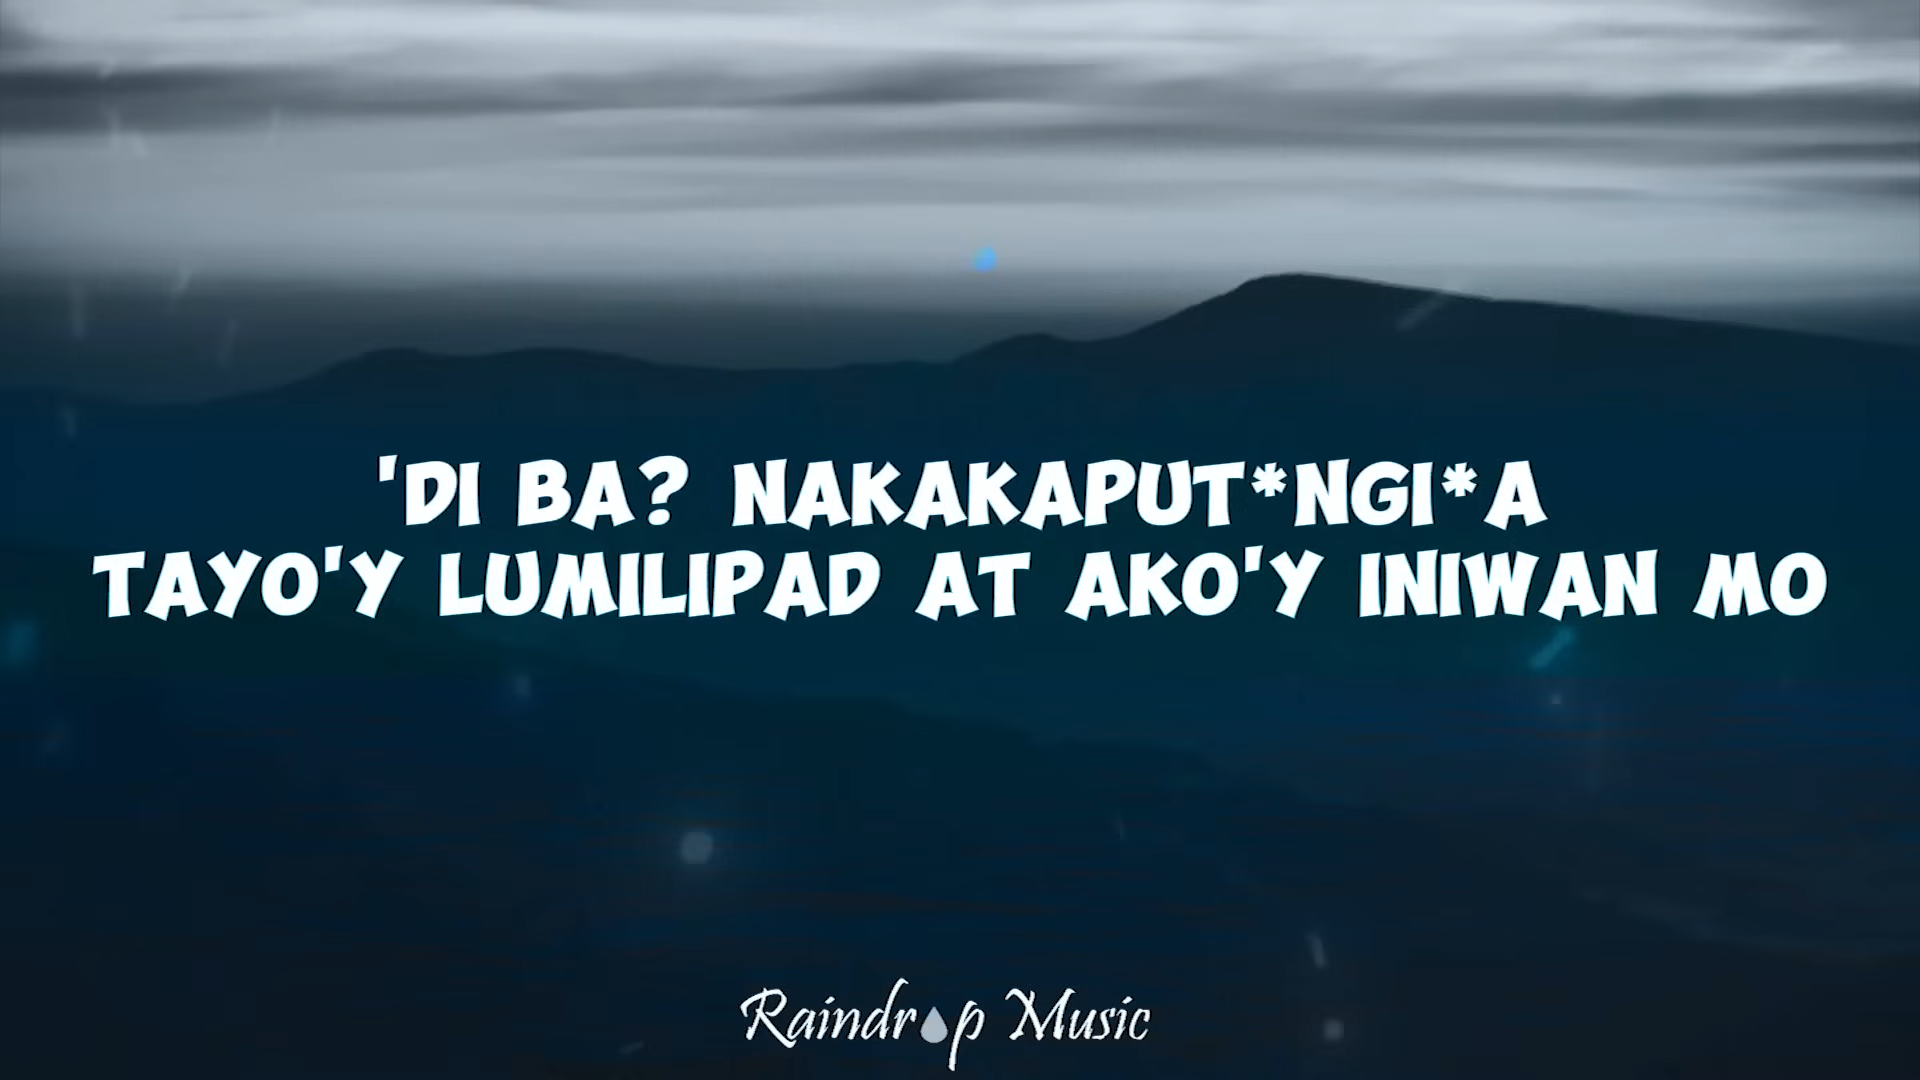 'DI BA? NAKAKAPUT*NGI*A
TAYO'Y LUMILIPAD AT AKO'Y INIWAN MO
Raindrop Music